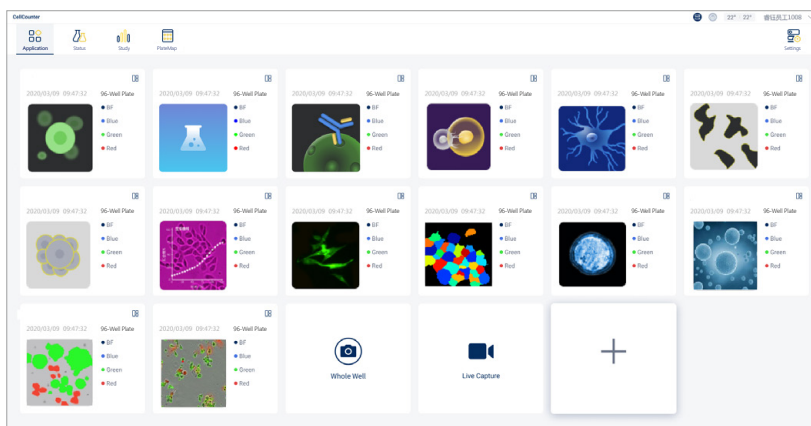 CellCounter
22° 22° 睿钰员工1008
Application Status Study PlateMap Settings
2020/03/09 09:47:32 96-Well Plate
BF
Blue
Green
Red
2020/03/09 09:47:32 96-Well Plate
BF
Blue
Green
Red
2020/03/09 09:47:32 96-Well Plate
BF
Blue
Green
Red
2020/03/09 09:47:32 96-Well Plate
BF
Blue
Green
Red
2020/03/09 09:47:32 96-Well Plate
BF
Blue
Green
Red
2020/03/09 09:47:32 96-Well Plate
BF
Blue
Green
Red
2020/03/09 09:47:32 96-Well Plate
BF
Blue
Green
Red
2020/03/09 09:47:32 96-Well Plate
BF
Blue
Green
Red
2020/03/09 09:47:32 96-Well Plate
BF
Blue
Green
Red
2020/03/09 09:47:32 96-Well Plate
BF
Blue
Green
Red
2020/03/09 09:47:32 96-Well Plate
BF
Blue
Green
Red
2020/03/09 09:47:32 96-Well Plate
BF
Blue
Green
Red
2020/03/09 09:47:32 96-Well Plate
BF
Blue
Green
Red
2020/03/09 09:47:32 96-Well Plate
BF
Blue
Green
Red
Whole Well
Live Capture